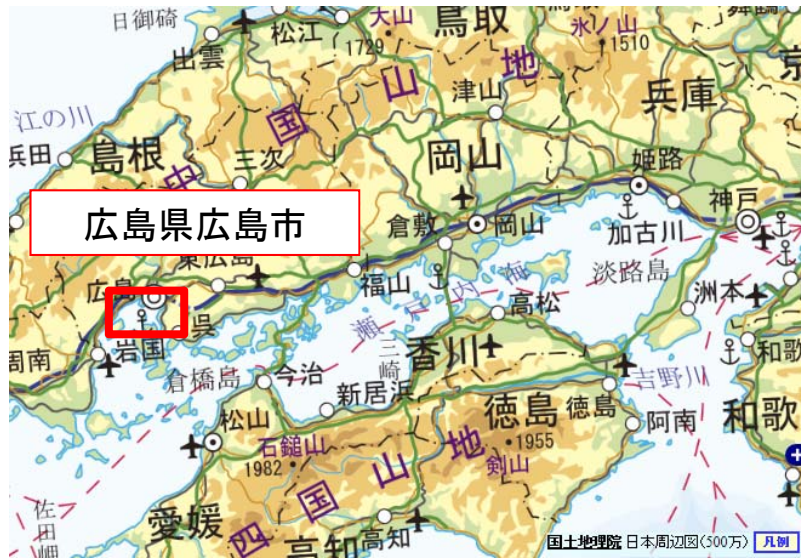 日御碕
松江
大山
1729
鳥取
氷ノ山
1510
出雲
中国山地
津山
兵庫
江の川
浜田
島根
三次
岡山
姫路
神戸
広島県広島市
倉敷
岡山
加古川
東広島
淡路島
広島
福山
瀬戸内海
高松
洲本
呉
岩国
周南
三崎
香川
和歌
倉橋島
今治
新居浜
吉野川
徳島
徳島
松山
阿南
和歌
石鎚山
1982
四国山地
1955
剣山
佐田岬
愛媛
高知
高知
国土地理院 日本周辺図(500万) 凡例